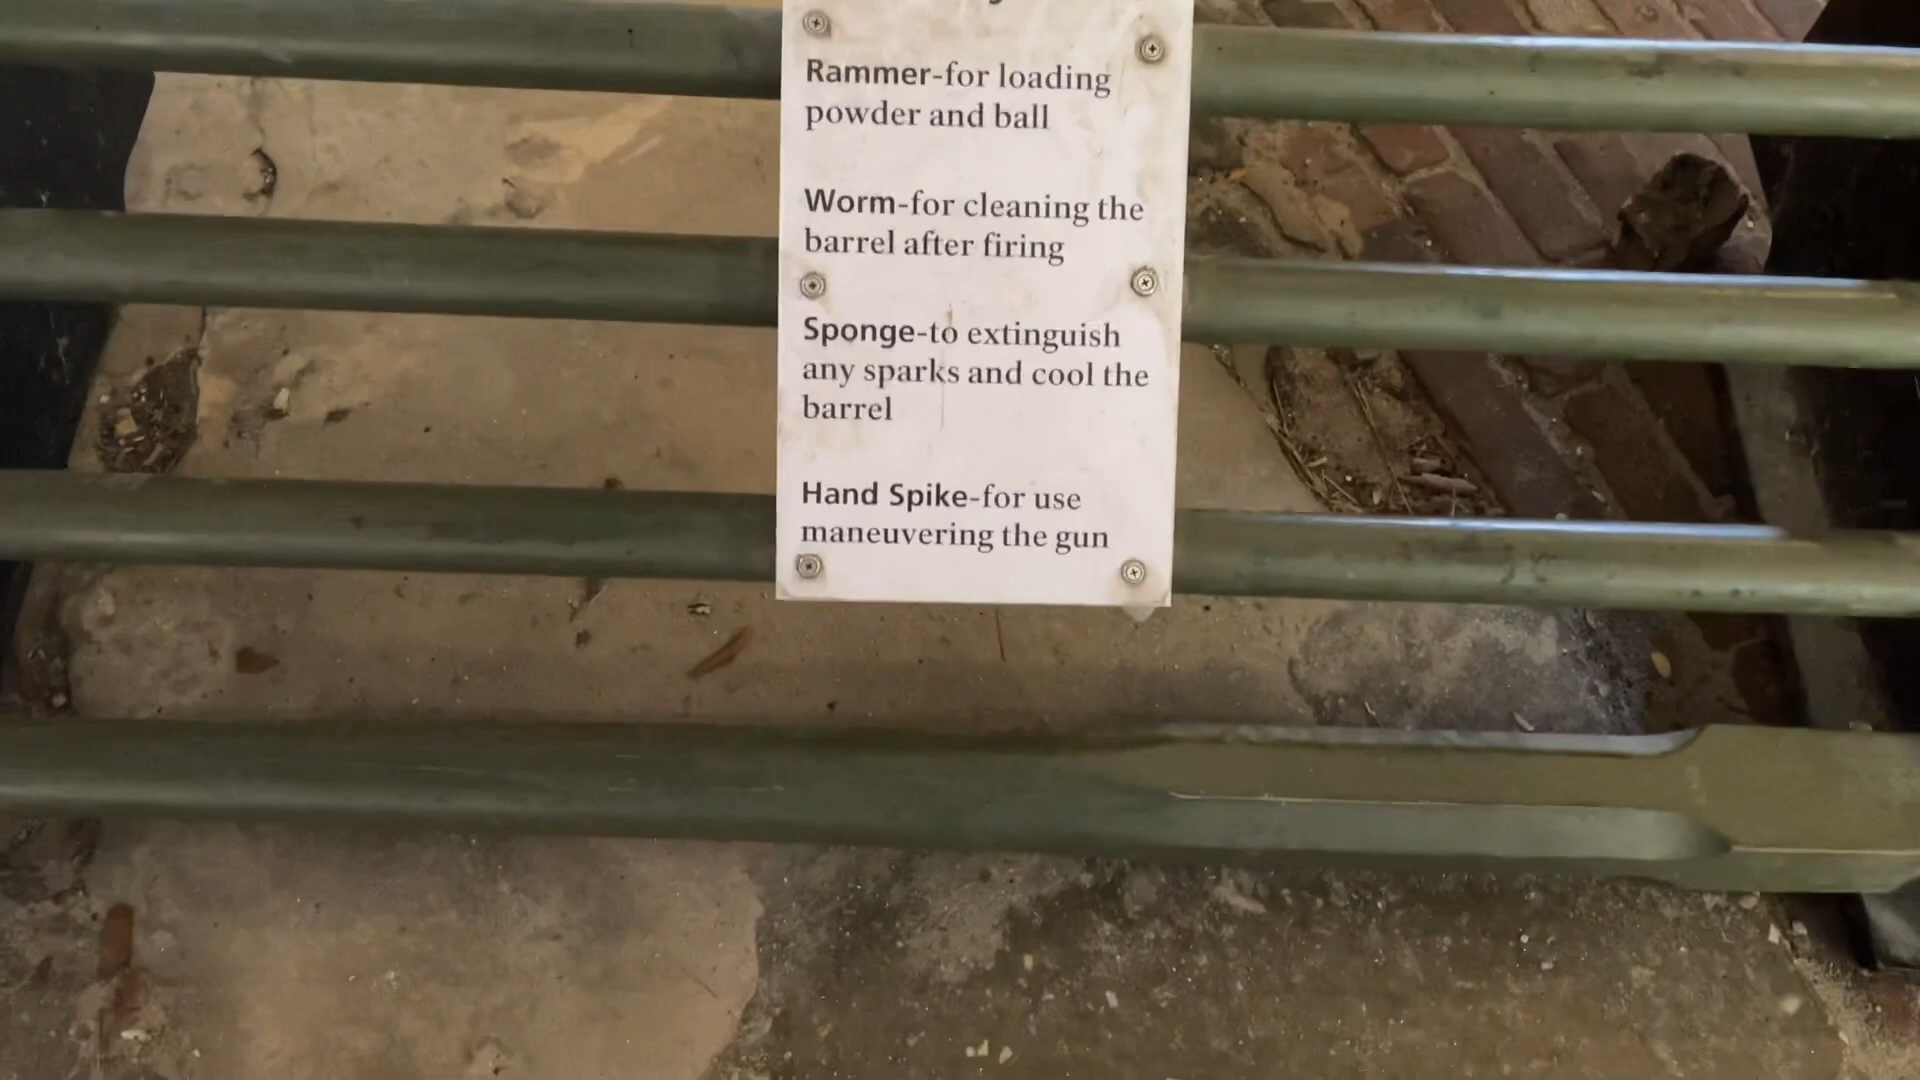 Rammer-for loading
powder and ball
Worm-for cleaning the
barrel after firing
Sponge-to extinguish
any sparks and cool the
barrel
Hand Spike-for use
maneuvering the gun